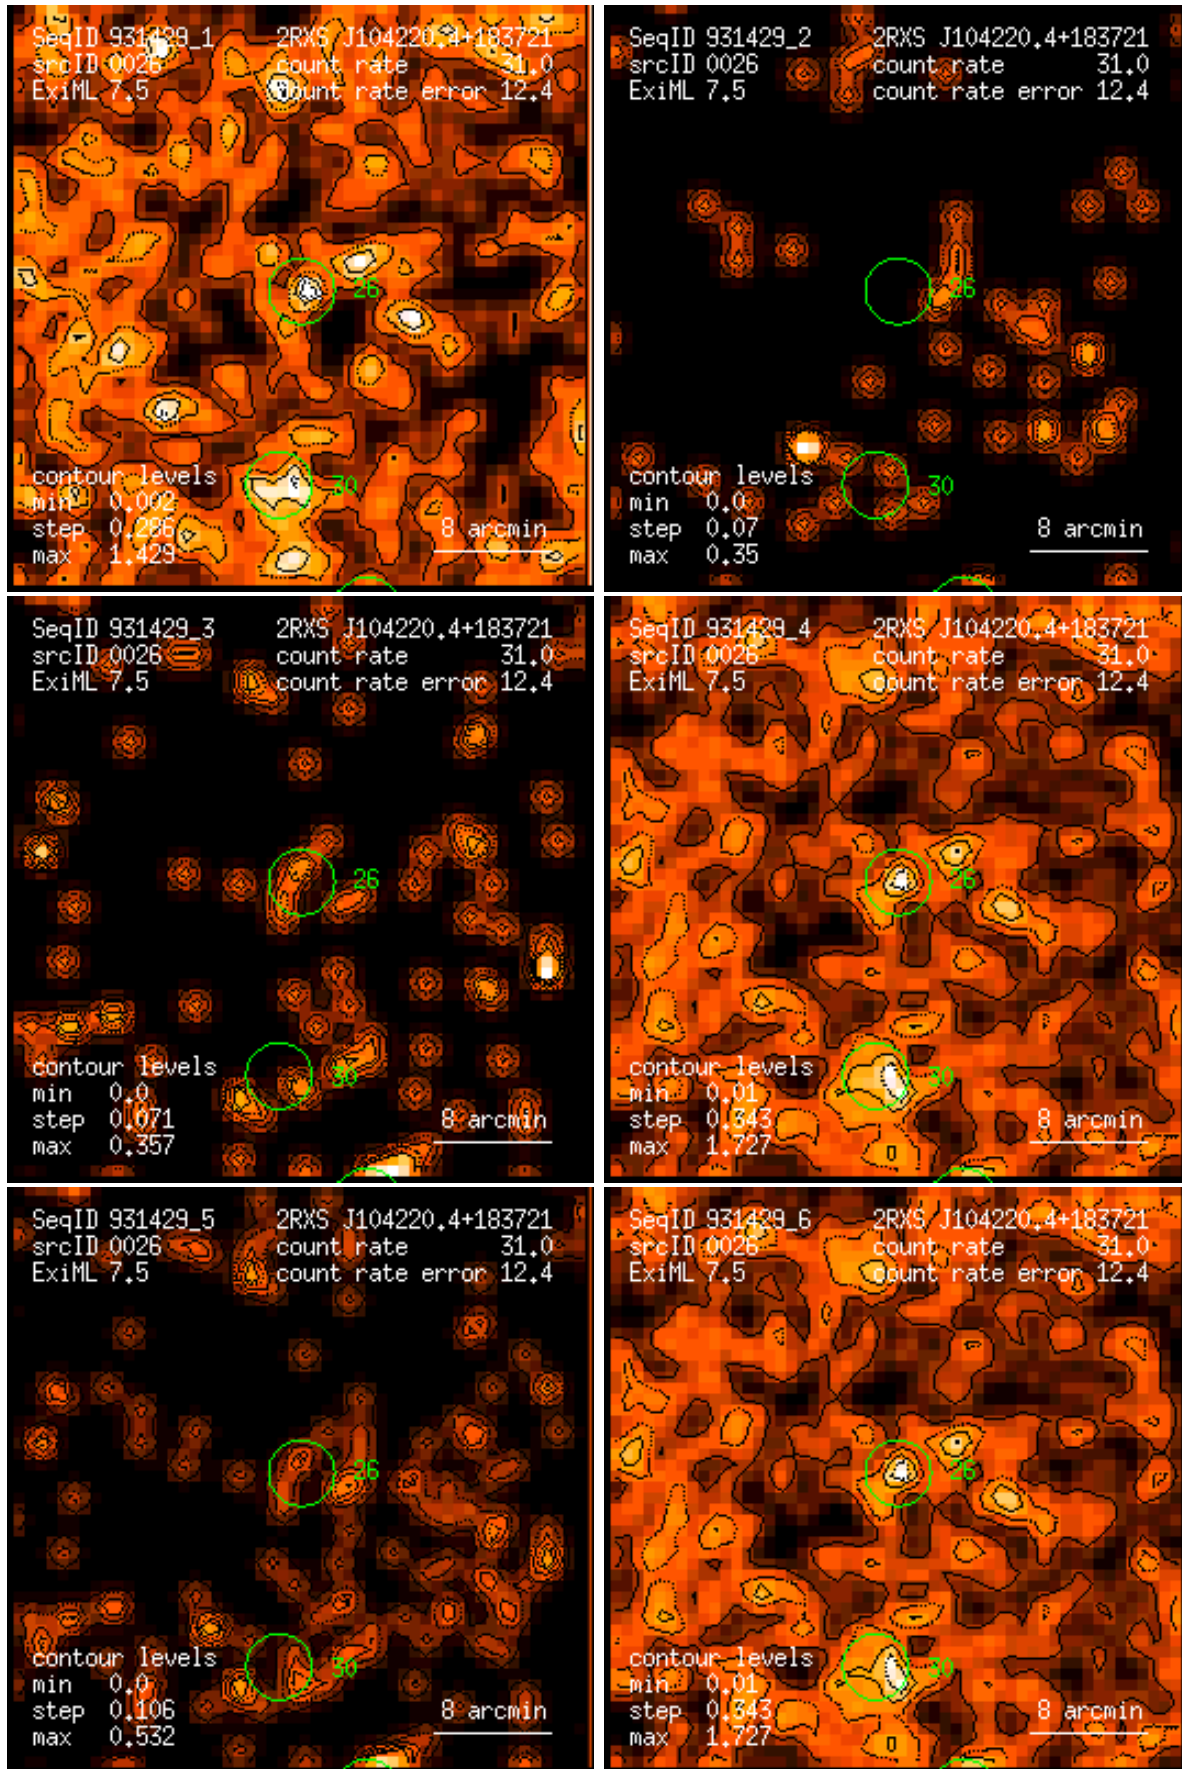 SeqID 931429_1 2RXS J104220.4+183721
srcID 0026 count rate 31.0
ExiML 7.5 count rate error 12.4
26
30
contour levels
min 0.002
step 0.286
max 1.429
8 arcmin
SeqID 931429_2 2RXS J104220.4+183721
srcID 0026 count rate 31.0
ExiML 7.5 count rate error 12.4
26
30
contour levels
min 0.0
step 0.07
max 0.35
8 arcmin
SeqID 931429_3 2RXS J104220.4+183721
srcID 0026 count rate 31.0
ExiML 7.5 count rate error 12.4
26
30
contour levels
min 0.0
step 0.071
max 0.357
8 arcmin
SeqID 931429_4 2RXS J104220.4+183721
srcID 0026 count rate 31.0
ExiML 7.5 count rate error 12.4
26
30
contour levels
min 0.01
step 0.343
max 1.727
8 arcmin
SeqID 931429_5 2RXS J104220.4+183721
srcID 0026 count rate 31.0
ExiML 7.5 count rate error 12.4
26
30
contour levels
min 0.0
step 0.106
max 0.532
8 arcmin
SeqID 931429_6 2RXS J104220.4+183721
srcID 0026 count rate 31.0
ExiML 7.5 count rate error 12.4
26
30
contour levels
min 0.01
step 0.343
max 1.727
8 arcmin